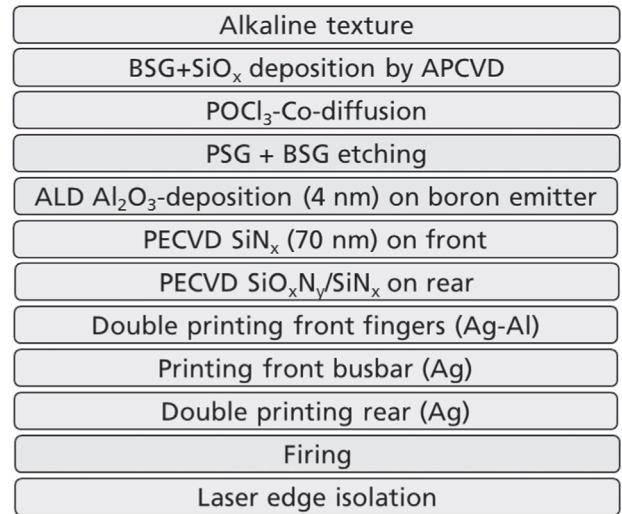 Alkaline texture
BSG+SiOₓ deposition by APCVD
POCl₃-Co-diffusion
PSG + BSG etching
ALD Al₂O₃-deposition (4 nm) on boron emitter
PECVD SiNₓ (70 nm) on front
PECVD SiOₓNᵧ/SiNₓ on rear
Double printing front fingers (Ag-Al)
Printing front busbar (Ag)
Double printing rear (Ag)
Firing
Laser edge isolation